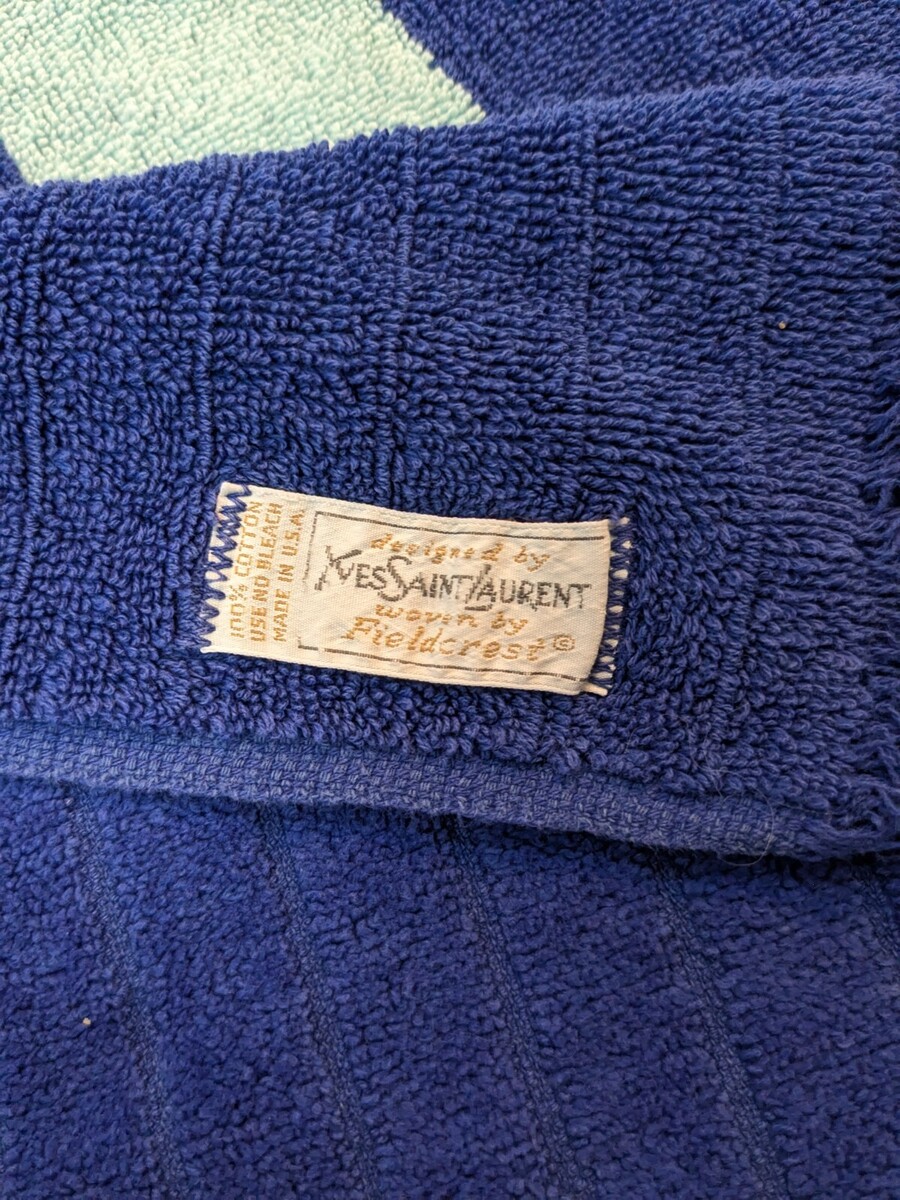 100% COTTON
USE NO BLEACH
MADE IN U.S.A.
designed by
YVES SAINT LAURENT
woven by
Fieldcrest©